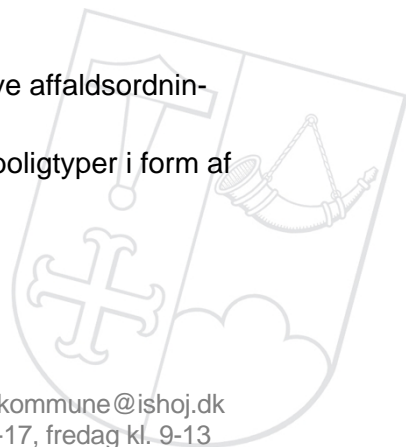 ve affaldsordnin-
boligtyper i form af
kommune@ishoj.dk
-17, fredag kl. 9-13